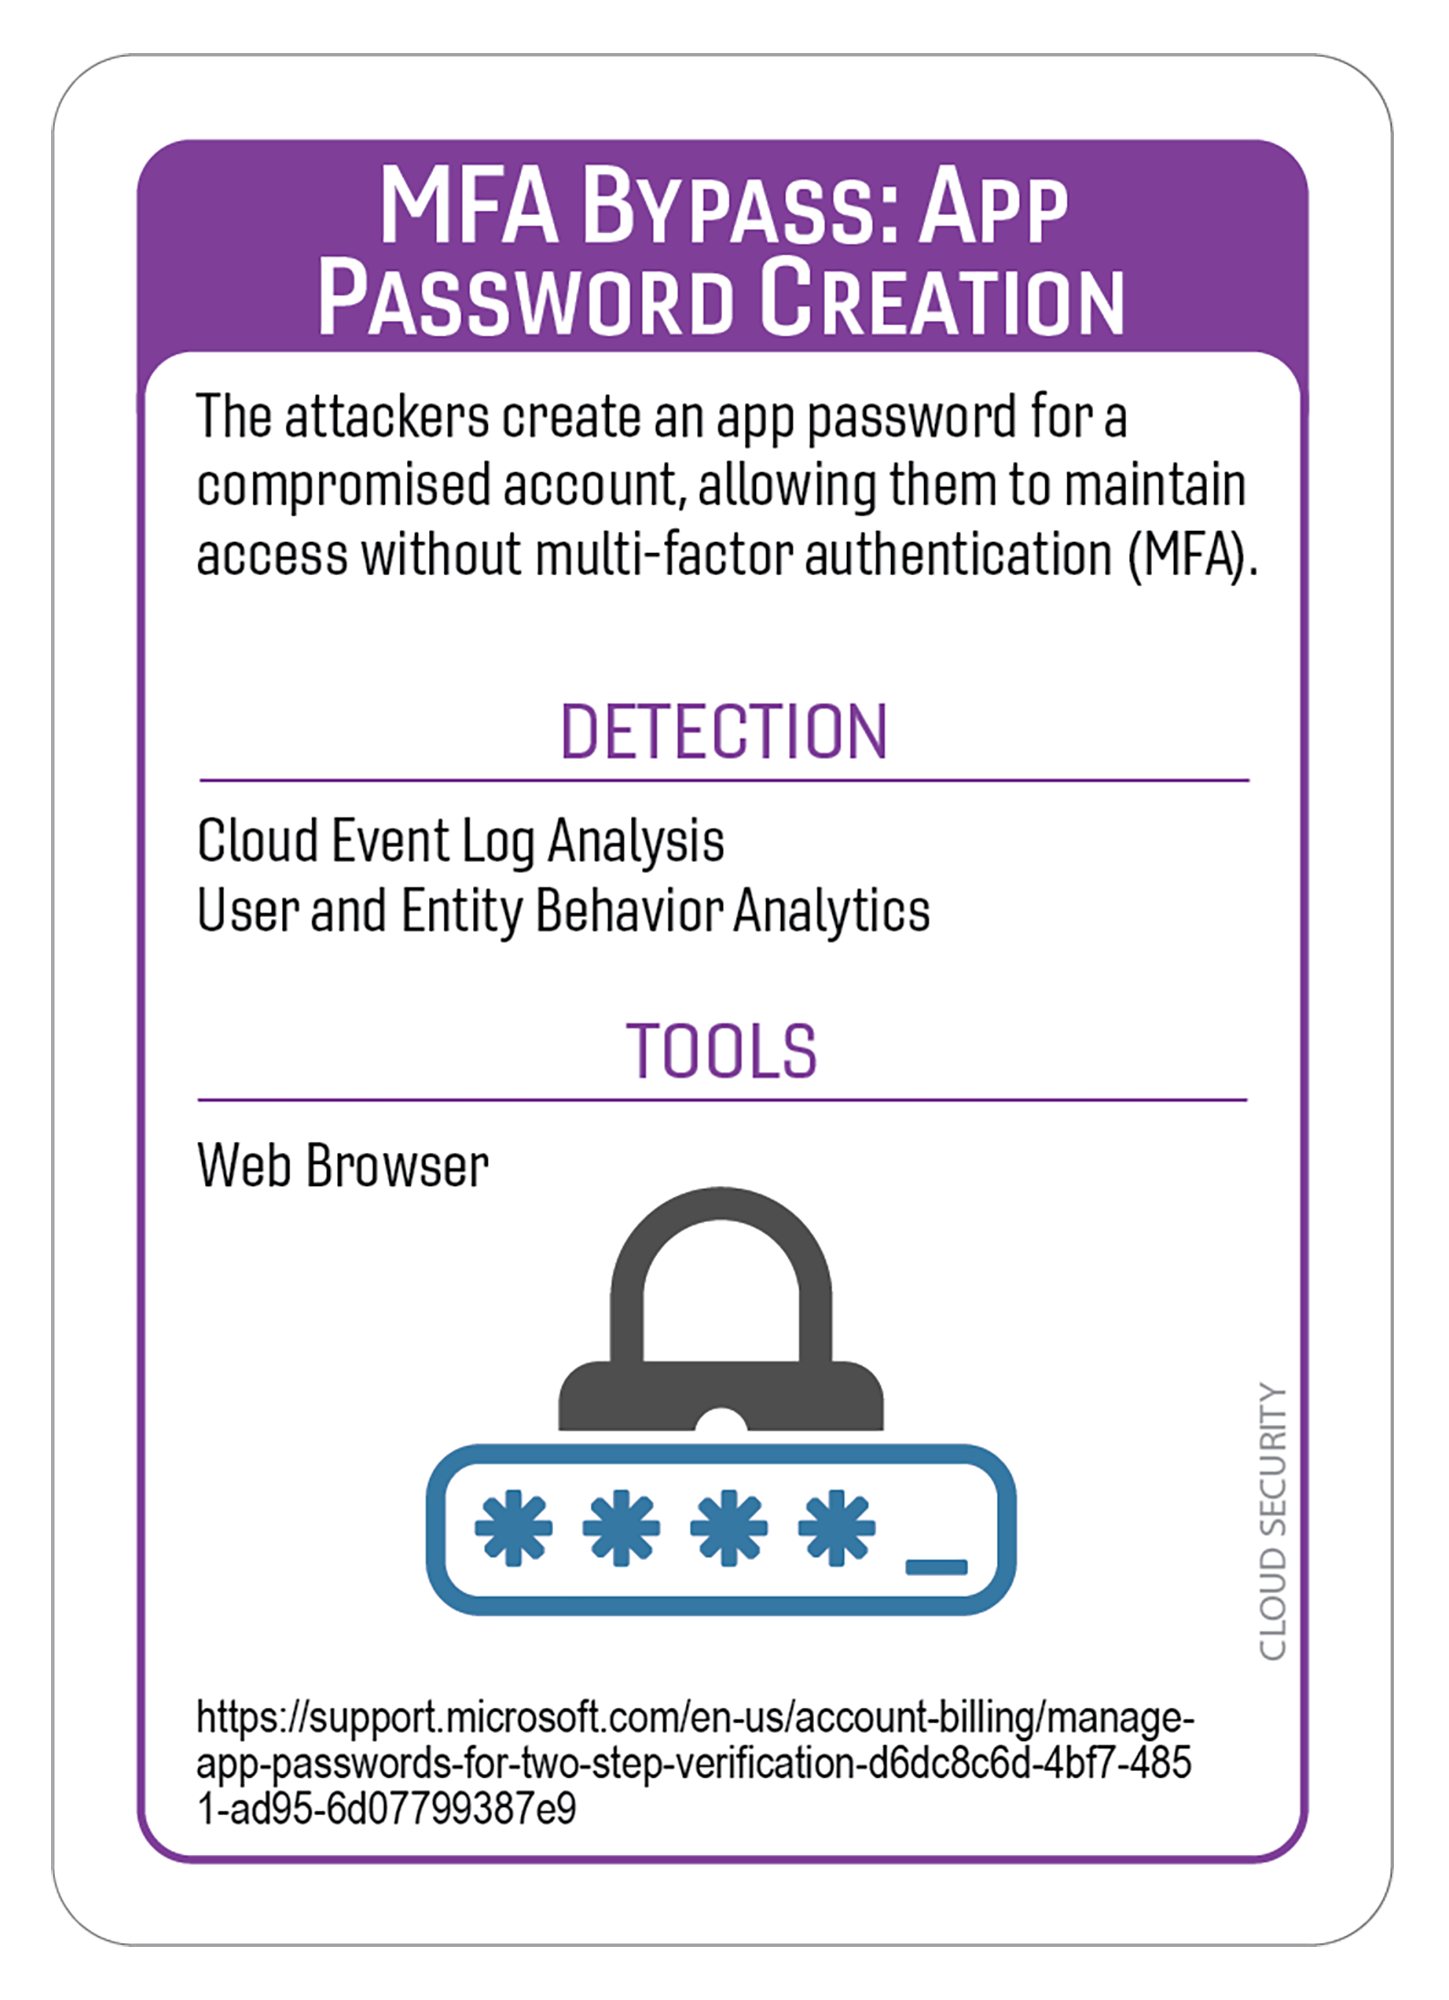 MFA Bypass: App
Password Creation
The attackers create an app password for a
compromised account, allowing them to maintain
access without multi-factor authentication (MFA).
DETECTION
Cloud Event Log Analysis
User and Entity Behavior Analytics
TOOLS
Web Browser
****_
CLOUD SECURITY
https://support.microsoft.com/en-us/account-billing/manage-
app-passwords-for-two-step-verification-d6dc8c6d-4bf7-485
1-ad95-6d07799387e9